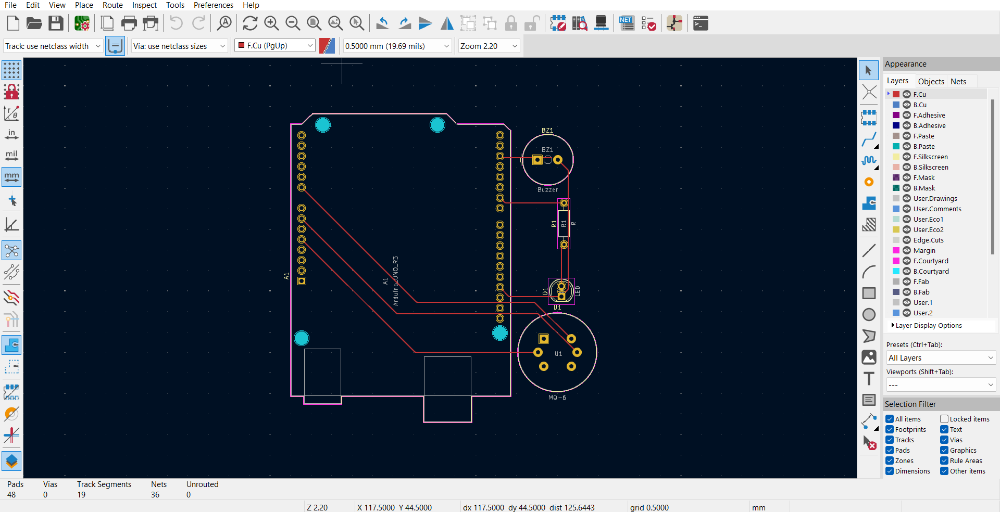 File Edit View Place Route Inspect Tools Preferences Help
Track: use netclass width Via: use netclass sizes F.Cu (PgUp) 0.5000 mm (19.69 mils) Zoom 2.20
NET
in
mil
mm
Appearance
Layers Objects Nets
F.Cu
B.Cu
F.Adhesive
B.Adhesive
F.Paste
B.Paste
F.Silkscreen
B.Silkscreen
F.Mask
B.Mask
User.Drawings
User.Comments
User.Eco1
User.Eco2
Edge.Cuts
Margin
F.Courtyard
B.Courtyard
F.Fab
B.Fab
User.1
User.2
Layer Display Options
Presets (Ctrl+Tab):
All Layers
Viewports (Shift+Tab):
---
Selection Filter
All items Locked items
Footprints Text
Tracks Vias
Pads Graphics
Zones Rule Areas
Dimensions Other items
BZ1
BZ1
Buzzer
R1 R1 R
A1
A1
Arduino_UNO_R3
D1 LED
U1
U1
MQ-6
Pads Vias Track Segments Nets Unrouted
48 0 19 36 0
Z 2.20 X 117.5000 Y 44.5000 dx 117.5000 dy 44.5000 dist 125.6443 grid 0.5000 mm